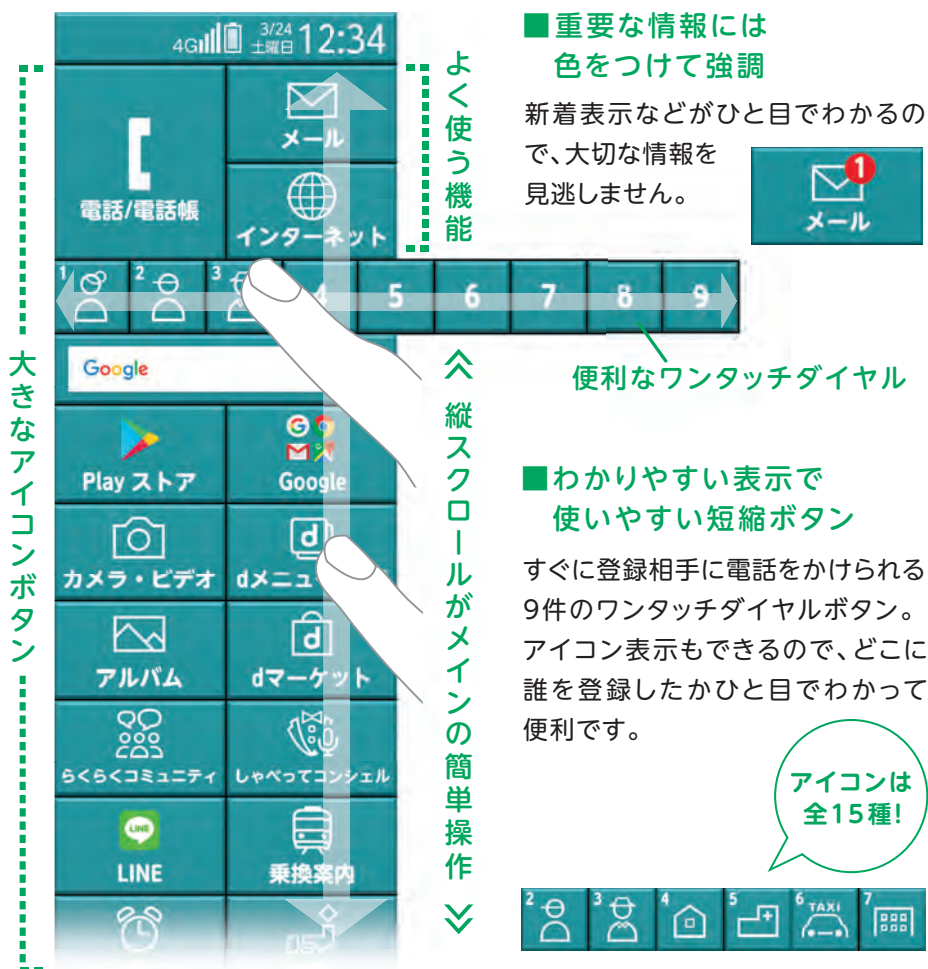 4G 3/24 土曜日 12:34
電話/電話帳
メール
インターネット
よく使う機能
1 2 3 4 5 6 7 8 9
便利なワンタッチダイヤル
大きなアイコンボタン
Google
Play ストア
Google
カメラ・ビデオ
dメニュー
アルバム
dマーケット
らくらくコミュニティ
しゃべってコンシェル
LINE
LINE
乗換案内
縦スクロールがメインの簡単操作
■重要な情報には
色をつけて強調
新着表示などがひと目でわかるの
で、大切な情報を
見逃しません。
1
メール
■わかりやすい表示で
使いやすい短縮ボタン
すぐに登録相手に電話をかけられる
9件のワンタッチダイヤルボタン。
アイコン表示もできるので、どこに
誰を登録したかひと目でわかって
便利です。
アイコンは
全15種!
2 3 4 5 6 TAXI 7